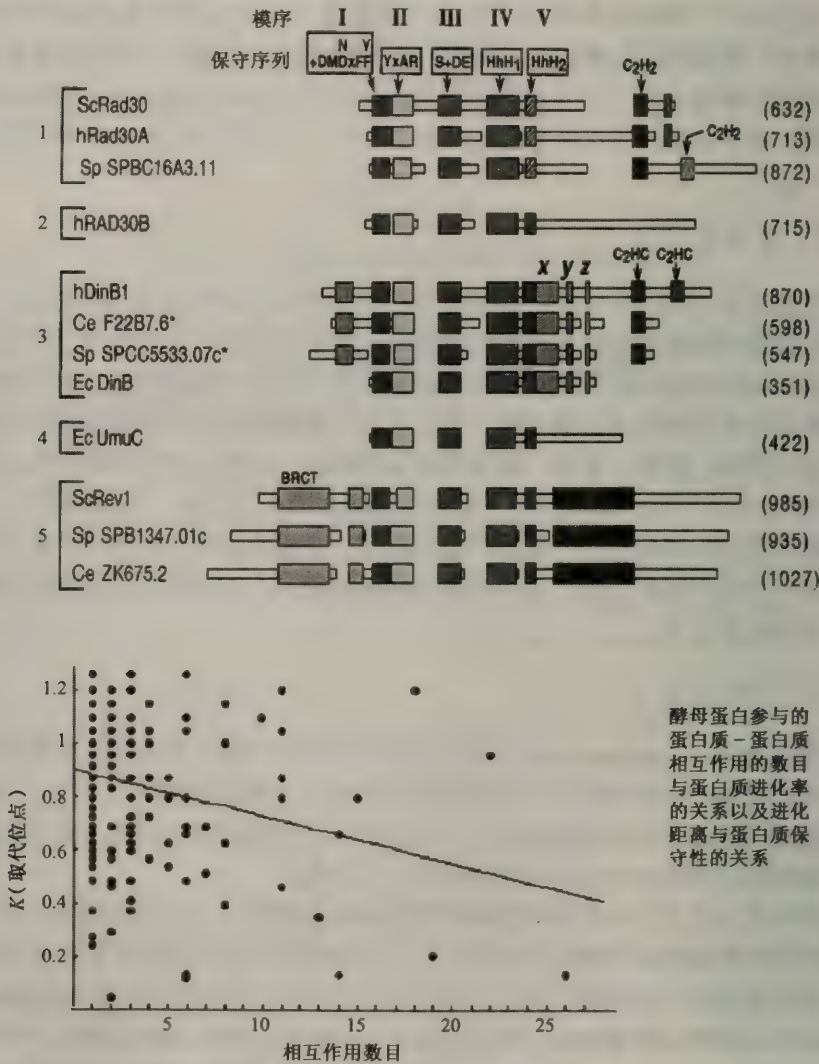 模序 I II III IV V
N Y
保守序列 +DMDxFF YxAR S+DE HhH1 HhH2 C2H2
ScRad30 (632)
1 hRad30A (713)
C2H2
Sp SPBC16A3.11 (872)
2 hRAD30B (715)
x y z C2HC C2HC
hDinB1 (870)
3 Ce F22B7.6* (598)
Sp SPCC5533.07c* (547)
Ec DinB (351)
4 Ec UmuC (422)
BRCT
ScRev1 (985)
5 Sp SPB1347.01c (935)
Ce ZK675.2 (1027)
1.2
1
0.8
0.6
0.4
0.2
K(取代位点)
5 10 15 20 25
相互作用数目
酵母蛋白参与的
蛋白质-蛋白质
相互作用的数目
与蛋白质进化率
的关系以及进化
距离与蛋白质保
守性的关系